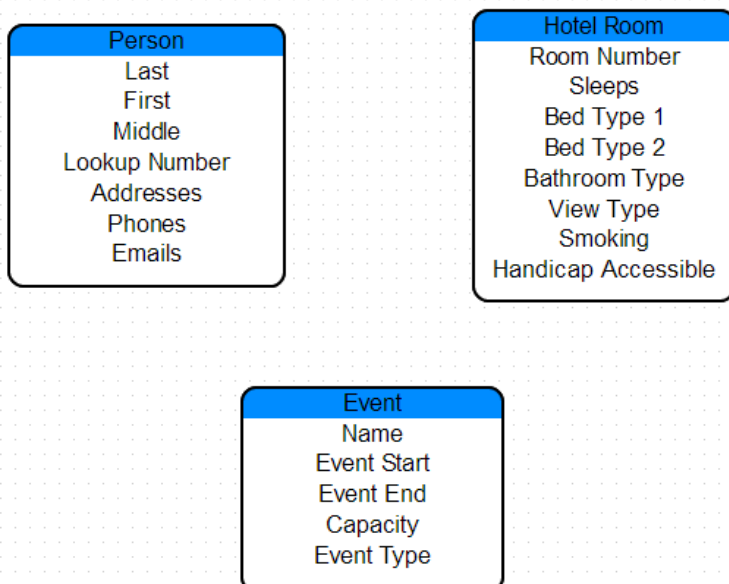 Person
Last
First
Middle
Lookup Number
Addresses
Phones
Emails
Hotel Room
Room Number
Sleeps
Bed Type 1
Bed Type 2
Bathroom Type
View Type
Smoking
Handicap Accessible
Event
Name
Event Start
Event End
Capacity
Event Type